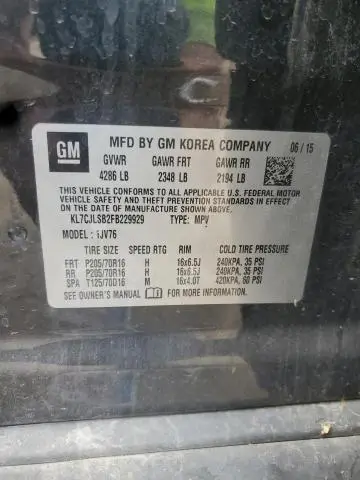 GM
MFD BY GM KOREA COMPANY 06/15
GVWR GAWR FRT GAWR RR
4286 LB 2348 LB 2194 LB
THIS VEHICLE CONFORMS TO ALL APPLICABLE U.S. FEDERAL MOTOR
VEHICLE SAFETY AND THEFT PREVENTION STANDARDS IN EFFECT
ON THE DATE OF MANUFACTURE SHOWN ABOVE.
KL7CJLSB2FB229929 TYPE: MPV
MODEL : 1JV76
TIRE SIZE SPEED RTG RIM COLD TIRE PRESSURE
FRT P205/70R16 H 16x6.5J 240KPA, 35 PSI
RR P205/70R16 H 16x6.5J 240KPA, 35 PSI
SPA T125/70D16 M 16x4.0T 420KPA, 60 PSI
SEE OWNER'S MANUAL FOR MORE INFORMATION